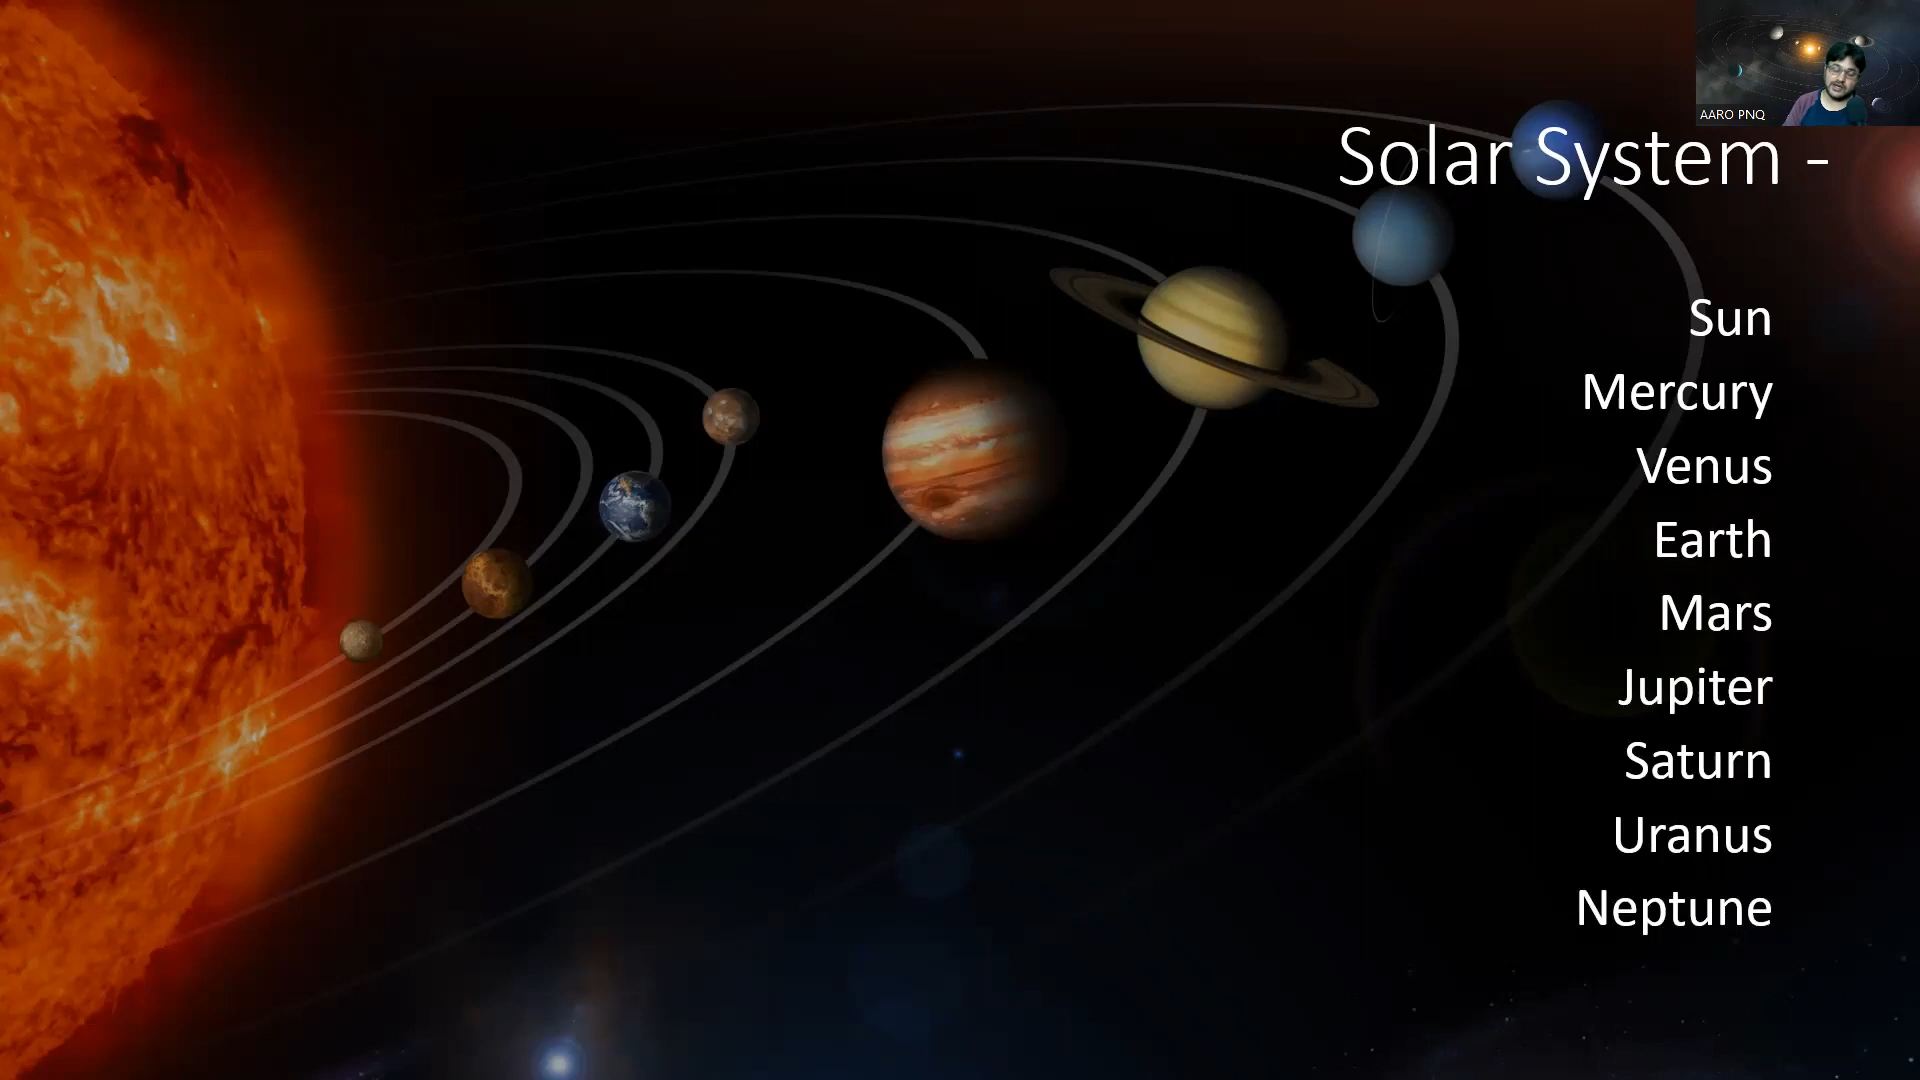 AARO PNQ
Solar System -
Sun
Mercury
Venus
Earth
Mars
Jupiter
Saturn
Uranus
Neptune